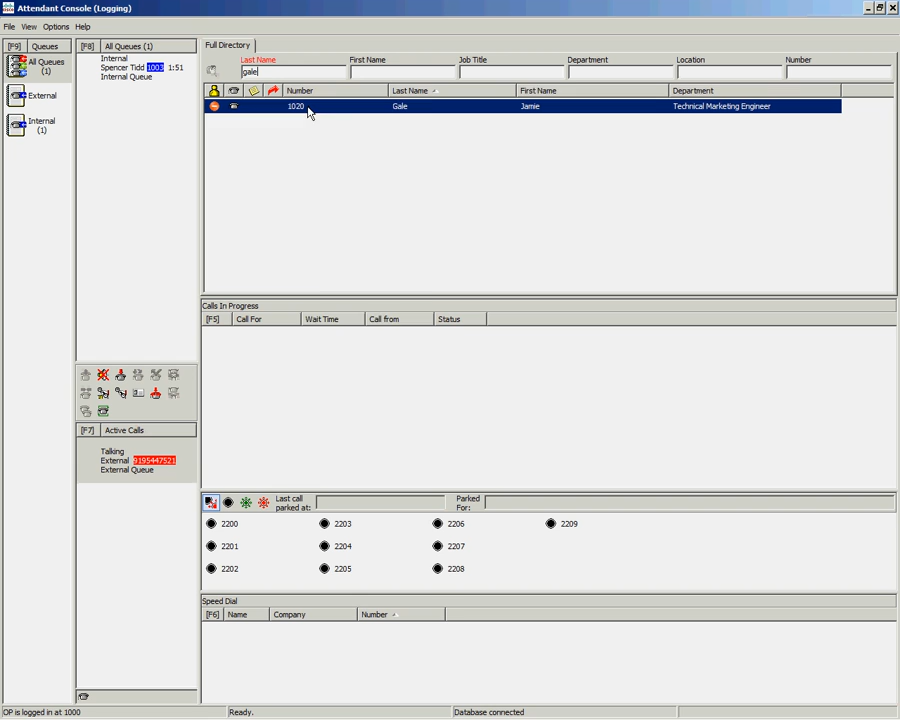 Attendant Console (Logging)
File View Options Help
[F9] Queues
All Queues
(1)
External
Internal
(1)
[F8] All Queues (1)
Internal
Spencer Tidd 1003 1:51
Internal Queue
Full Directory
Last Name First Name Job Title Department Location Number
gale
Number Last Name First Name Department
1020 Gale Jamie Technical Marketing Engineer
Calls In Progress
[F5] Call For Wait Time Call from Status
[F7] Active Calls
Talking
External 9195447521
External Queue
Last call
parked at:
Parked
For:
2200 2203 2206 2209
2201 2204 2207
2202 2205 2208
Speed Dial
[F6] Name Company Number
OP is logged in at 1000 Ready. Database connected